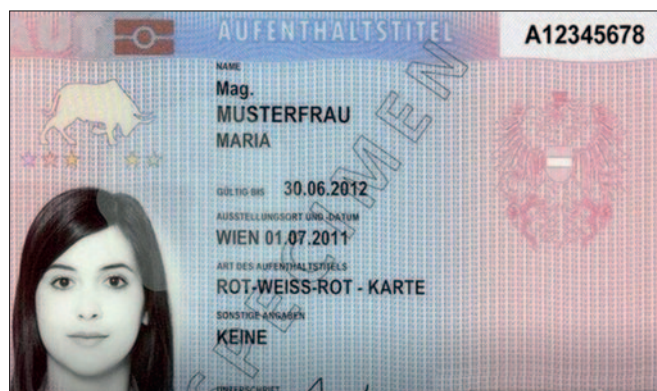 AUT
AUFENTHALTSTITEL
A12345678
NAME
Mag.
MUSTERFRAU
MARIA
GÜLTIG BIS 30.06.2012
AUSSTELLUNGSORT UND -DATUM
WIEN 01.07.2011
ART DES AUFENTHALTSTITELS
ROT-WEISS-ROT - KARTE
SONSTIGE ANGABEN
KEINE
UNTERSCHRIFT
SPECIMEN